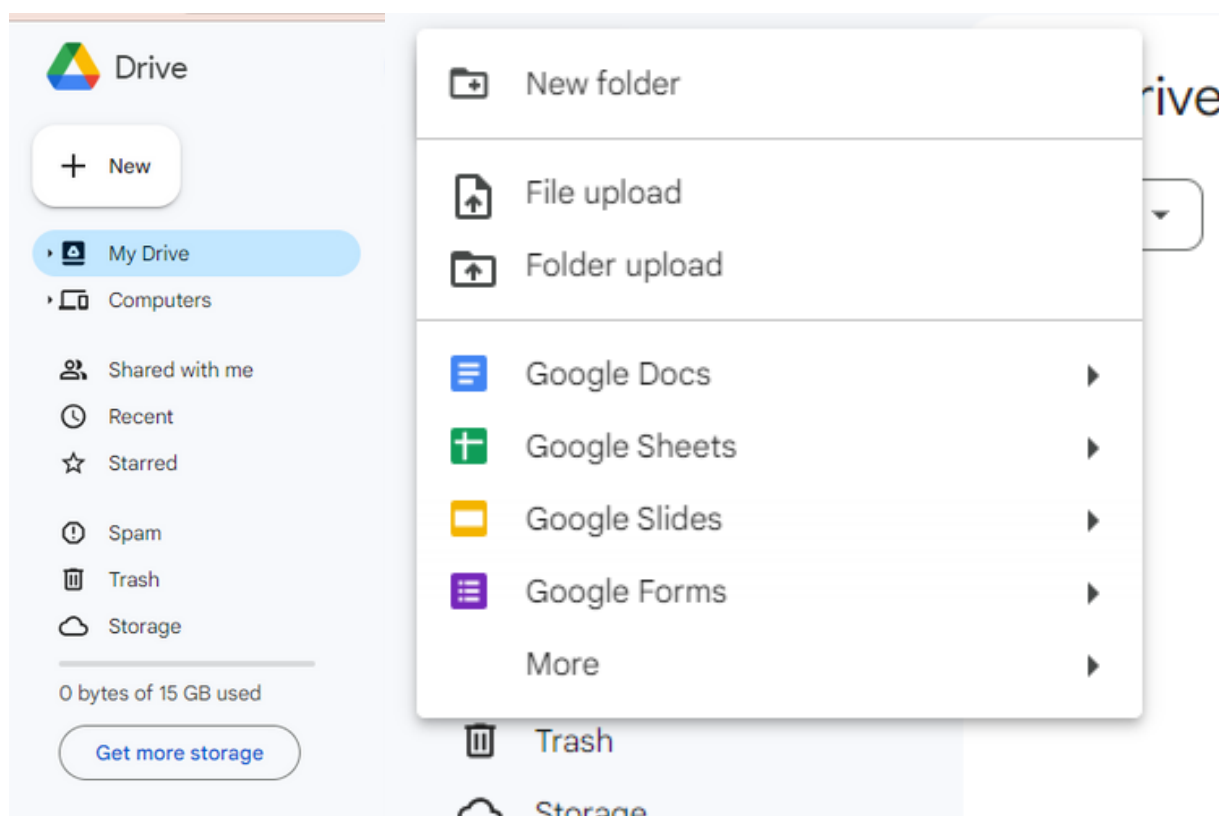 Drive
New
My Drive
Computers
Shared with me
Recent
Starred
Spam
Trash
Storage
0 bytes of 15 GB used
Get more storage
New folder
File upload
Folder upload
Google Docs
Google Sheets
Google Slides
Google Forms
More
rive
Trash
Storage